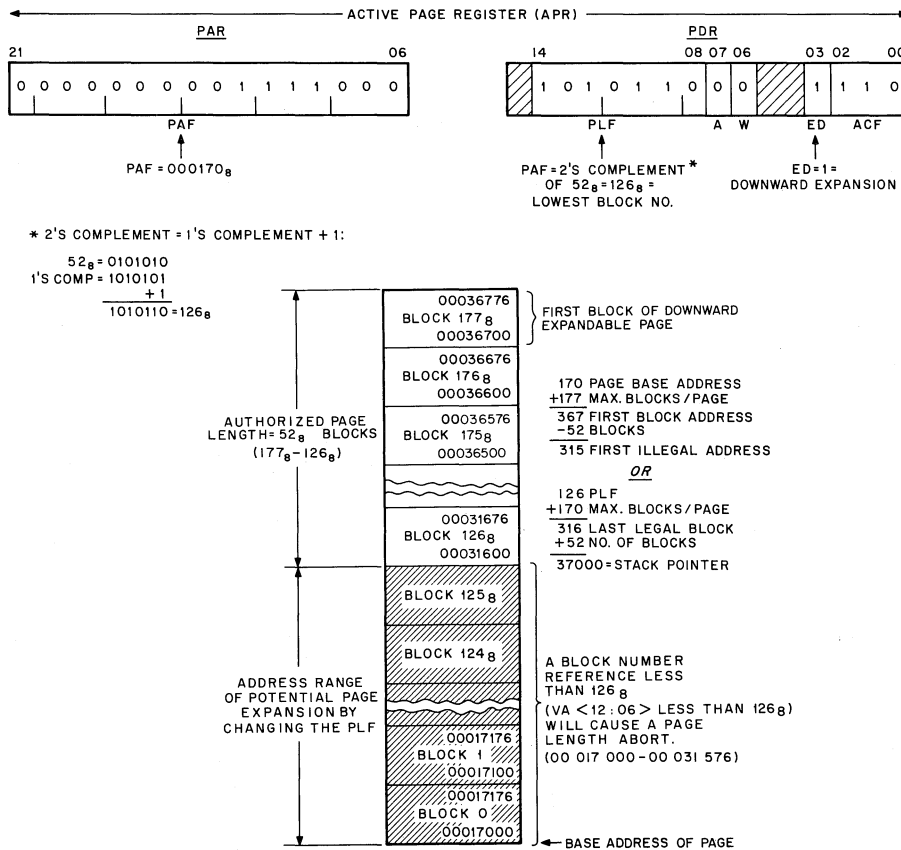 ACTIVE PAGE REGISTER (APR)
PAR
PDR
21
06
14
08 07 06
03 02
00
0 0 0 0 0 0 0 0 0 1 1 1 1 0 0 0
1 0 1 0 1 1 0 0 0
1 1 1 0
PAF
PLF
A
W
ED
ACF
PAF = 000170₈
PAF = 2'S COMPLEMENT*
OF 52₈ = 126₈ =
LOWEST BLOCK NO.
ED = 1 =
DOWNWARD EXPANSION
* 2'S COMPLEMENT = 1'S COMPLEMENT + 1:
52₈ = 0101010
1'S COMP = 1010101
+1
1010110 = 126₈
00036776
BLOCK 177₈
00036700
FIRST BLOCK OF DOWNWARD
EXPANDABLE PAGE
00036676
BLOCK 176₈
00036600
00036576
BLOCK 175₈
00036500
AUTHORIZED PAGE
LENGTH = 52₈ BLOCKS
(177₈ – 126₈)
170 PAGE BASE ADDRESS
+177 MAX. BLOCKS/PAGE
367 FIRST BLOCK ADDRESS
-52 BLOCKS
315 FIRST ILLEGAL ADDRESS
OR
126 PLF
+170 MAX. BLOCKS/PAGE
316 LAST LEGAL BLOCK
+52 NO. OF BLOCKS
37000 = STACK POINTER
00031676
BLOCK 126₈
00031600
BLOCK 125₈
BLOCK 124₈
ADDRESS RANGE
OF POTENTIAL PAGE
EXPANSION BY
CHANGING THE PLF
A BLOCK NUMBER
REFERENCE LESS
THAN 126₈
(VA <12:06> LESS THAN 126₈)
WILL CAUSE A PAGE
LENGTH ABORT.
(00 017 000 – 00 031 576)
00017176
BLOCK 1
00017100
00017176
BLOCK 0
00017000
BASE ADDRESS OF PAGE